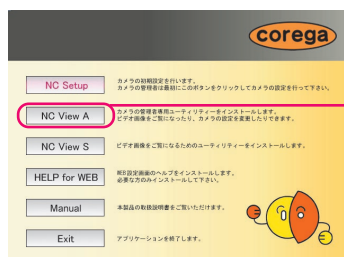 corega
NC Setup
カメラの初期設定を行います。
カメラの管理者は最初にこのボタンをクリックしてカメラの設定を行って下さい。
NC View A
カメラの管理者専用ユーティリティーをインストールします。
ビデオ画像をご覧になったり、カメラの設定を変更したりできます。
NC View S
ビデオ画像をご覧になるためのユーティリティーをインストールします。
HELP for WEB
WEB設定画面のヘルプをインストールします。
必要な方のみインストールして下さい。
Manual
本製品の取扱説明書をご覧いただけます。
Exit
アプリケーションを終了します。